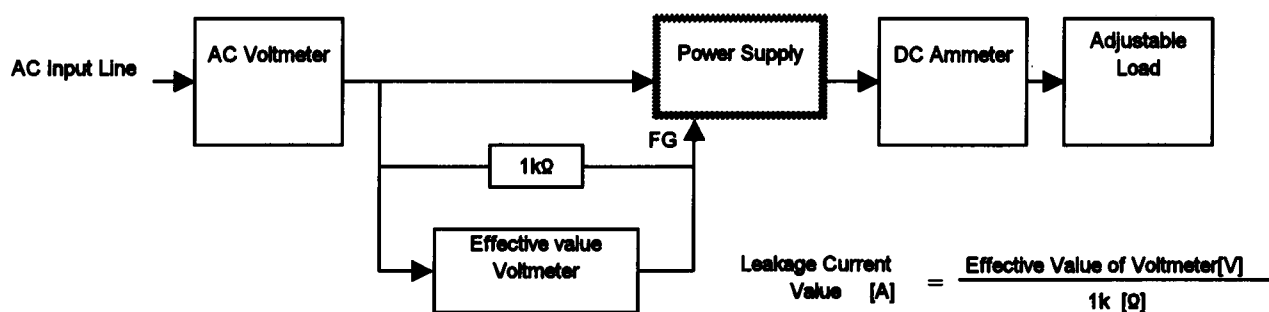 AC Input Line
AC Voltmeter
Power Supply
DC Ammeter
Adjustable
Load
FG
1kΩ
Effective value
Voltmeter
Leakage Current
Value [A]
=
Effective Value of Voltmeter[V]
1k [Ω]